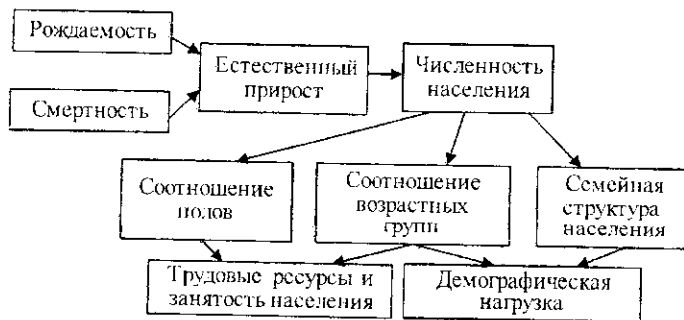 Рождаемость
Смертность
Естественный
прирост
Численность
населения
Соотношение
полов
Соотношение
возрастных
групп
Семейная
структура
населения
Трудовые ресурсы и
занятость населения
Демографическая
нагрузка